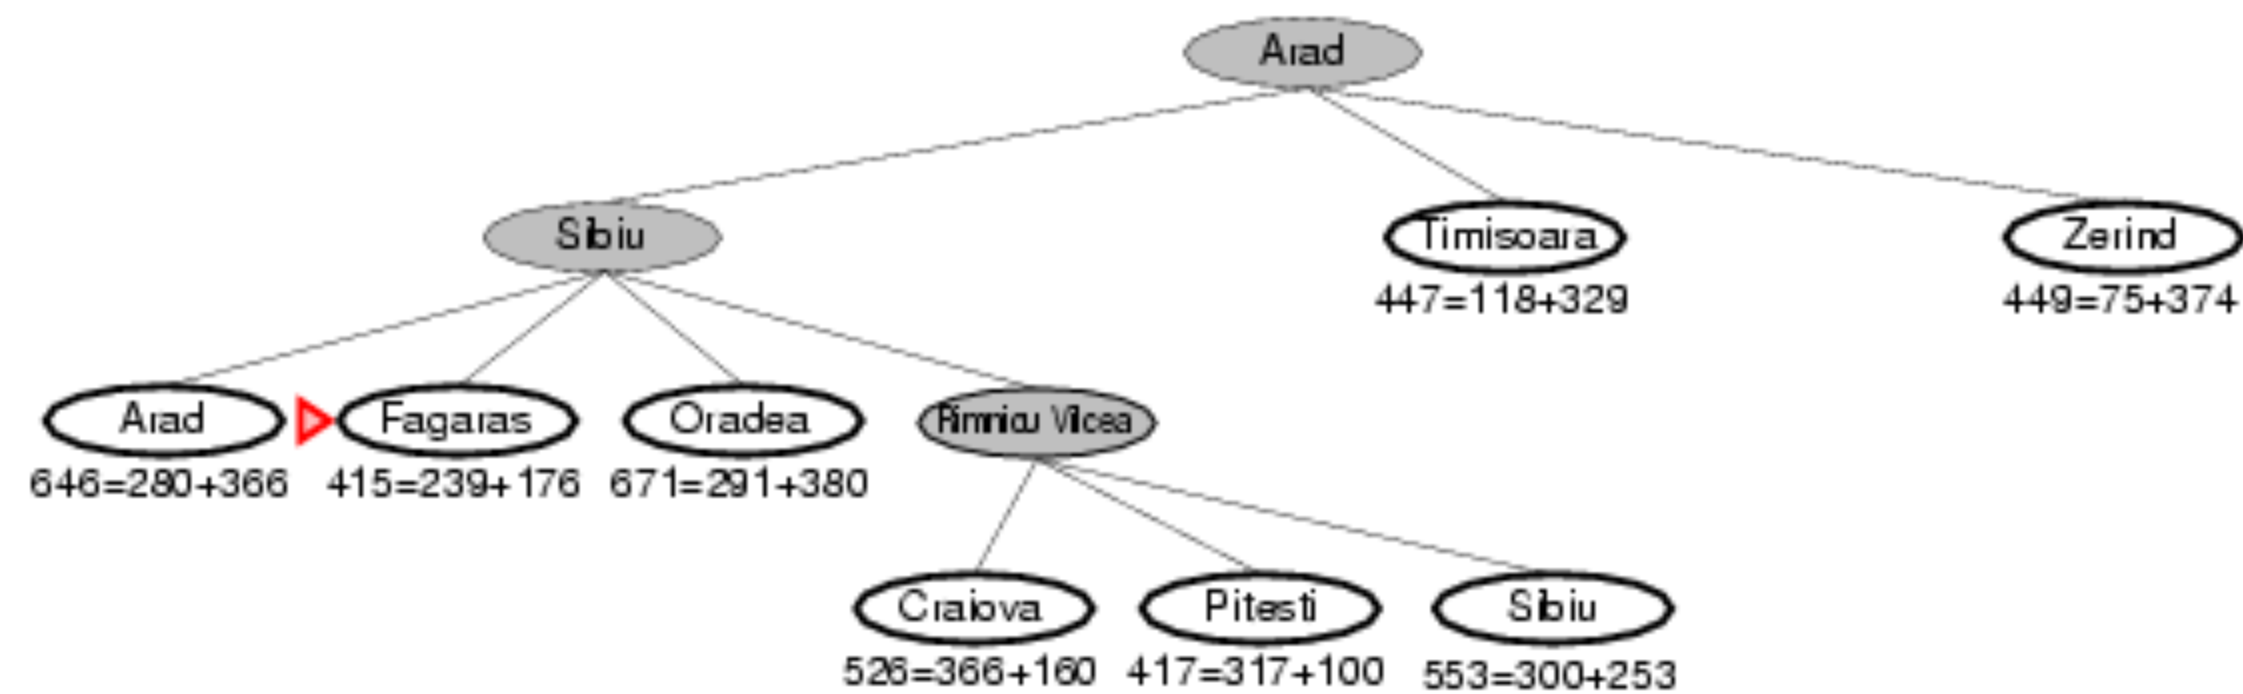 Arad
Sibiu
Timisoara
Zerind
447=118+329
449=75+374
Arad
Fagaras
Oradea
Rimnicu Vilcea
646=280+366
415=239+176
671=291+380
Craiova
Pitesti
Sibiu
526=366+160
417=317+100
553=300+253